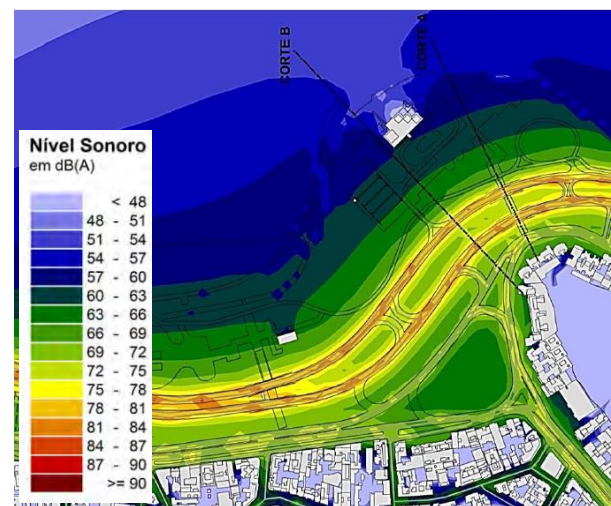 CORTE B
CORTE A
Nível Sonoro
em dB(A)
< 48
48 - 51
51 - 54
54 - 57
57 - 60
60 - 63
63 - 66
66 - 69
69 - 72
72 - 75
75 - 78
78 - 81
81 - 84
84 - 87
87 - 90
>= 90